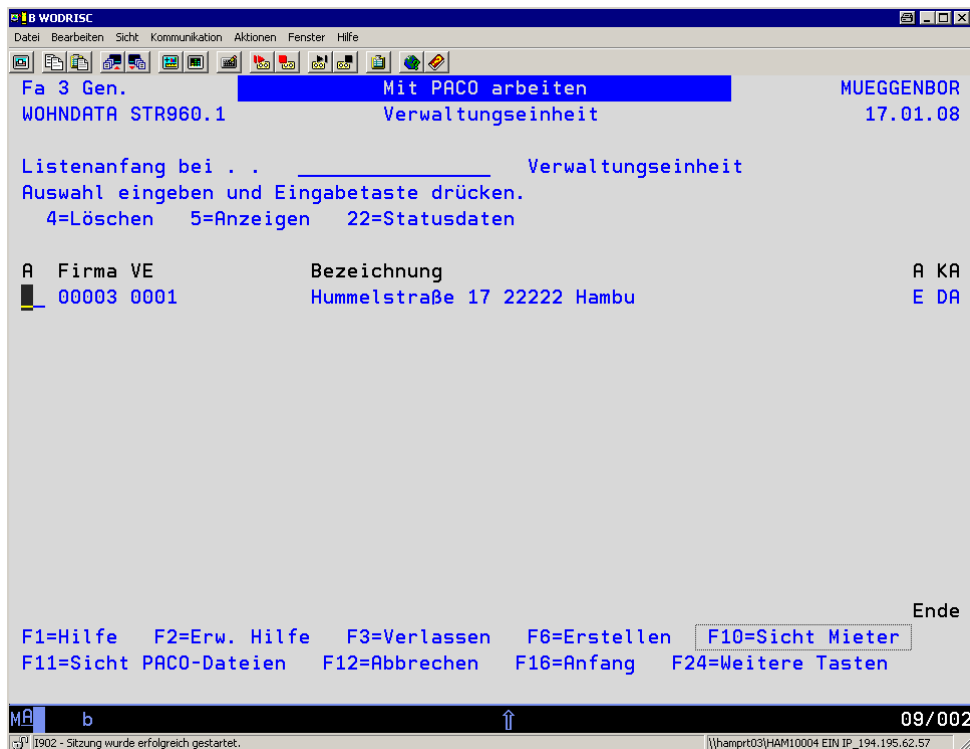 B WODRISC
Datei Bearbeiten Sicht Kommunikation Aktionen Fenster Hilfe
Fa 3 Gen. Mit PACO arbeiten MUEGGENBOR
WOHNDATA STR960.1 Verwaltungseinheit 17.01.08
Listenanfang bei . . Verwaltungseinheit
Auswahl eingeben und Eingabetaste drücken.
4=Löschen 5=Anzeigen 22=Statusdaten
A Firma VE Bezeichnung A KA
00003 0001 Hummelstraße 17 22222 Hambu E DA
Ende
F1=Hilfe F2=Erw. Hilfe F3=Verlassen F6=Erstellen F10=Sicht Mieter
F11=Sicht PACO-Dateien F12=Abbrechen F16=Anfang F24=Weitere Tasten
MA b 09/002
I902 - Sitzung wurde erfolgreich gestartet. \\hamprt03\HAM10004 EIN IP_194.195.62.57